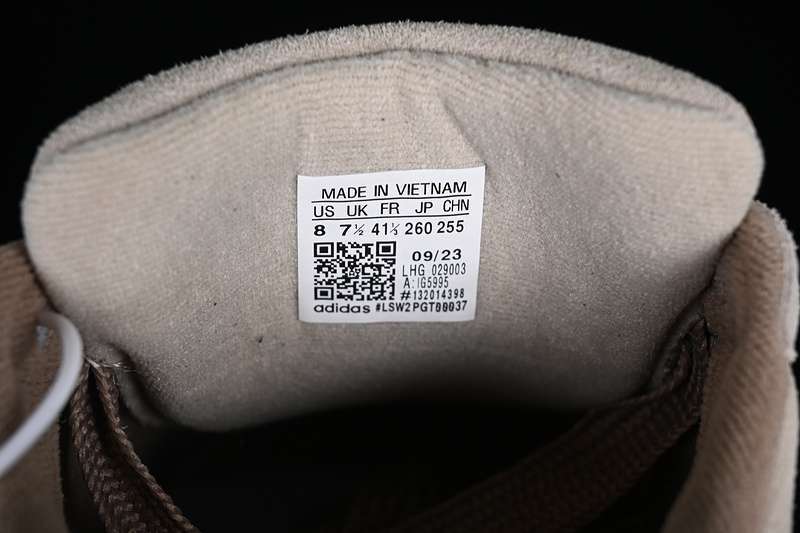 MADE IN VIETNAM
US UK FR JP CHN
8 7½ 41⅓ 260 255
09/23
LHG 029003
A: IG5995
#132014398
adidas #LSW2PGT00037